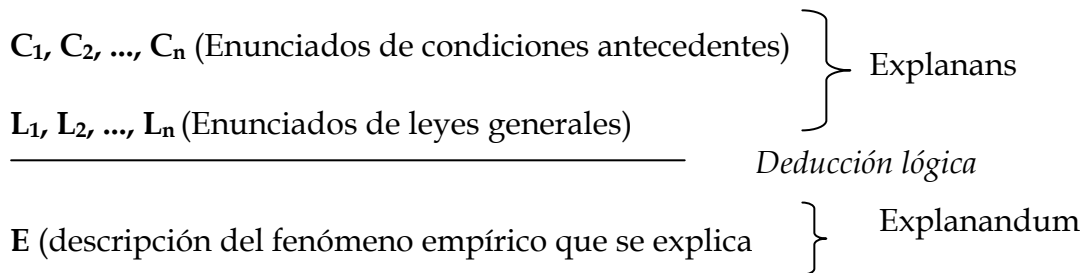 C₁, C₂, ..., Cₙ (Enunciados de condiciones antecedentes)
Explanans
L₁, L₂, ..., Lₙ (Enunciados de leyes generales)
Deducción lógica
E (descripción del fenómeno empírico que se explica
Explanandum